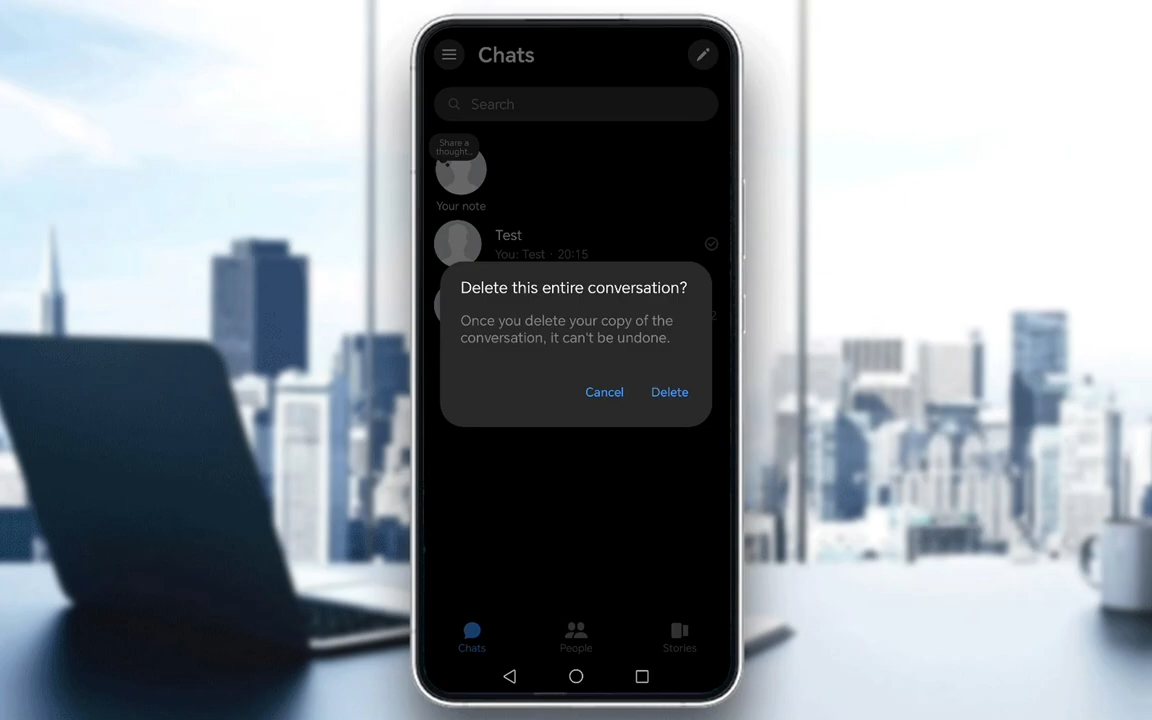 Chats
Search
Share a
thought...
Your note
Test
You: Test · 20:15
Delete this entire conversation?
Once you delete your copy of the
conversation, it can't be undone.
Cancel
Delete
Chats
People
Stories